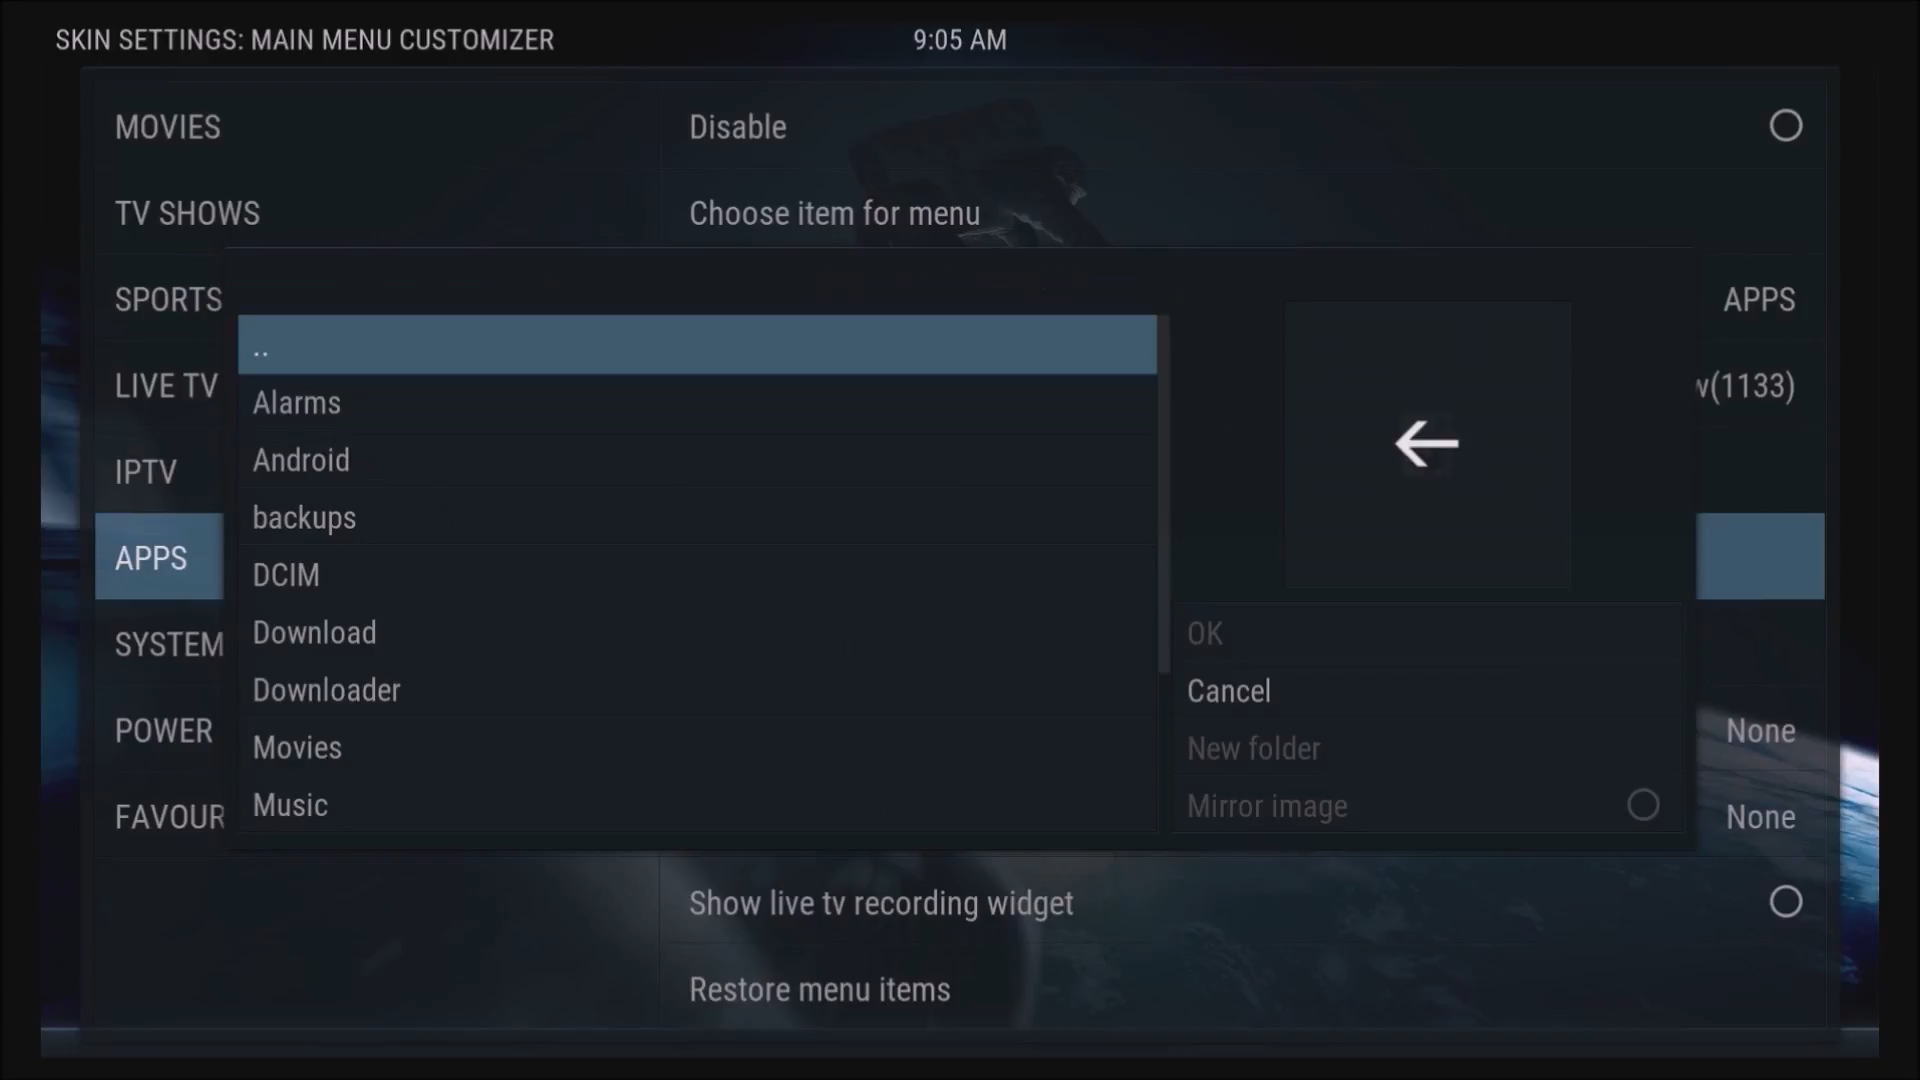 SKIN SETTINGS: MAIN MENU CUSTOMIZER
9:05 AM
MOVIES
Disable
TV SHOWS
Choose item for menu
SPORTS
APPS
..
LIVE TV
(1133)
Alarms
Android
IPTV
backups
APPS
DCIM
Download
OK
SYSTEM
Downloader
Cancel
POWER
None
Movies
New folder
Music
Mirror image
FAVOUR
None
Show live tv recording widget
Restore menu items